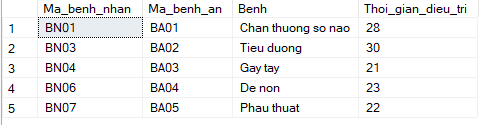 Ma_benh_nhan Ma_benh_an Benh Thoi_gian_dieu_tri
1 BN01 BA01 Chan thuong so nao 28
2 BN03 BA02 Tieu duong 30
3 BN04 BA03 Gay tay 21
4 BN06 BA04 De non 23
5 BN07 BA05 Phau thuat 22